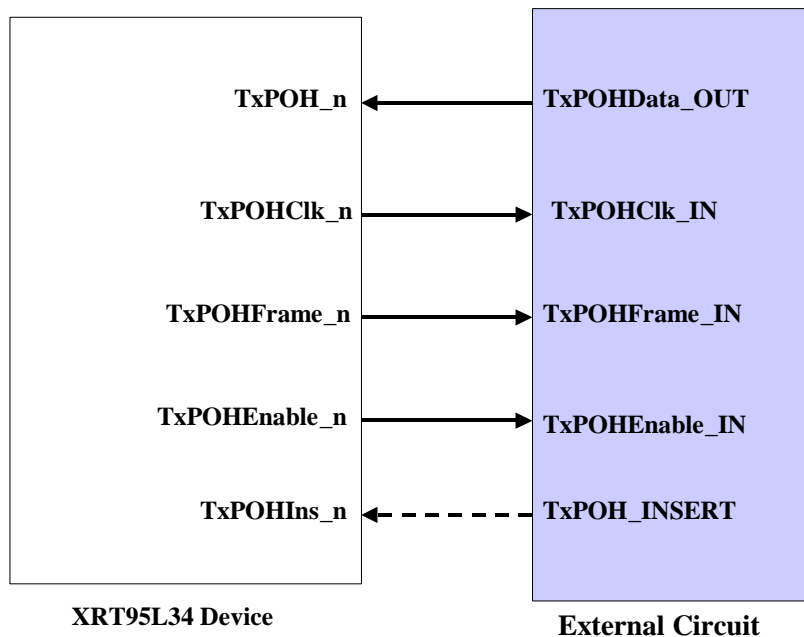 TxPOH_n TxPOHData_OUT
TxPOHClk_n TxPOHClk_IN
TxPOHFrame_n TxPOHFrame_IN
TxPOHEnable_n TxPOHEnable_IN
TxPOHIns_n TxPOH_INSERT
XRT95L34 Device External Circuit